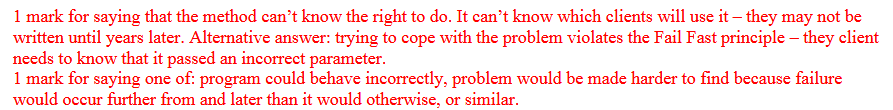 1 mark for saying that the method can’t know the right to do. It can’t know which clients will use it – they may not be
written until years later. Alternative answer: trying to cope with the problem violates the Fail Fast principle – they client
needs to know that it passed an incorrect parameter.
1 mark for saying one of: program could behave incorrectly, problem would be made harder to find because failure
would occur further from and later than it would otherwise, or similar.